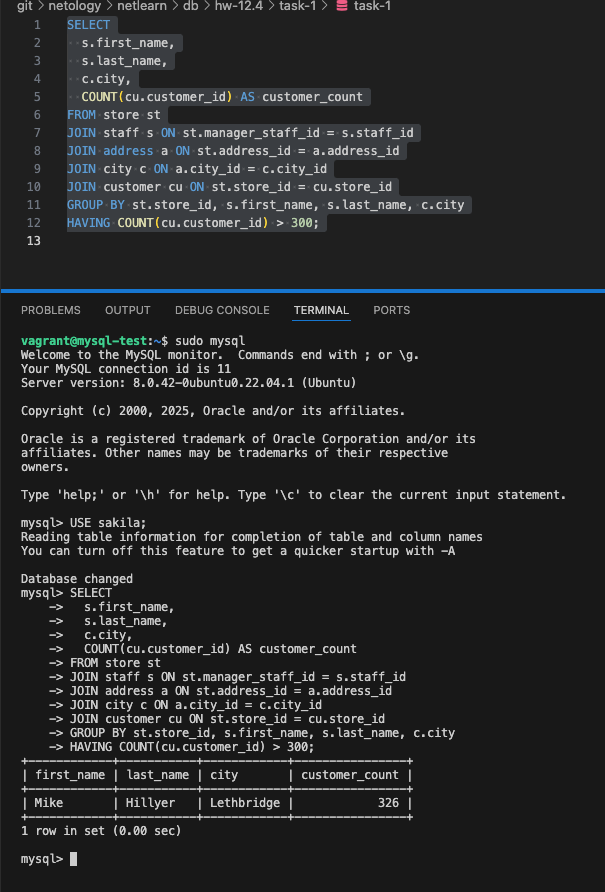 git > netology > netlearn > db > hw-12.4 > task-1 > task-1
1 SELECT
2   s.first_name,
3   s.last_name,
4   c.city,
5   COUNT(cu.customer_id) AS customer_count
6 FROM store st
7 JOIN staff s ON st.manager_staff_id = s.staff_id
8 JOIN address a ON st.address_id = a.address_id
9 JOIN city c ON a.city_id = c.city_id
10 JOIN customer cu ON st.store_id = cu.store_id
11 GROUP BY st.store_id, s.first_name, s.last_name, c.city
12 HAVING COUNT(cu.customer_id) > 300;
13
PROBLEMS OUTPUT DEBUG CONSOLE TERMINAL PORTS
vagrant@mysql-test:~$ sudo mysql
Welcome to the MySQL monitor.  Commands end with ; or \g.
Your MySQL connection id is 11
Server version: 8.0.42-0ubuntu0.22.04.1 (Ubuntu)
Copyright (c) 2000, 2025, Oracle and/or its affiliates.
Oracle is a registered trademark of Oracle Corporation and/or its
affiliates. Other names may be trademarks of their respective
owners.
Type 'help;' or '\h' for help. Type '\c' to clear the current input statement.
mysql> USE sakila;
Reading table information for completion of table and column names
You can turn off this feature to get a quicker startup with -A
Database changed
mysql> SELECT
    ->   s.first_name,
    ->   s.last_name,
    ->   c.city,
    ->   COUNT(cu.customer_id) AS customer_count
    -> FROM store st
    -> JOIN staff s ON st.manager_staff_id = s.staff_id
    -> JOIN address a ON st.address_id = a.address_id
    -> JOIN city c ON a.city_id = c.city_id
    -> JOIN customer cu ON st.store_id = cu.store_id
    -> GROUP BY st.store_id, s.first_name, s.last_name, c.city
    -> HAVING COUNT(cu.customer_id) > 300;
+------------+-----------+------------+----------------+
| first_name | last_name | city       | customer_count |
+------------+-----------+------------+----------------+
| Mike       | Hillyer   | Lethbridge |            326 |
+------------+-----------+------------+----------------+
1 row in set (0.00 sec)
mysql>